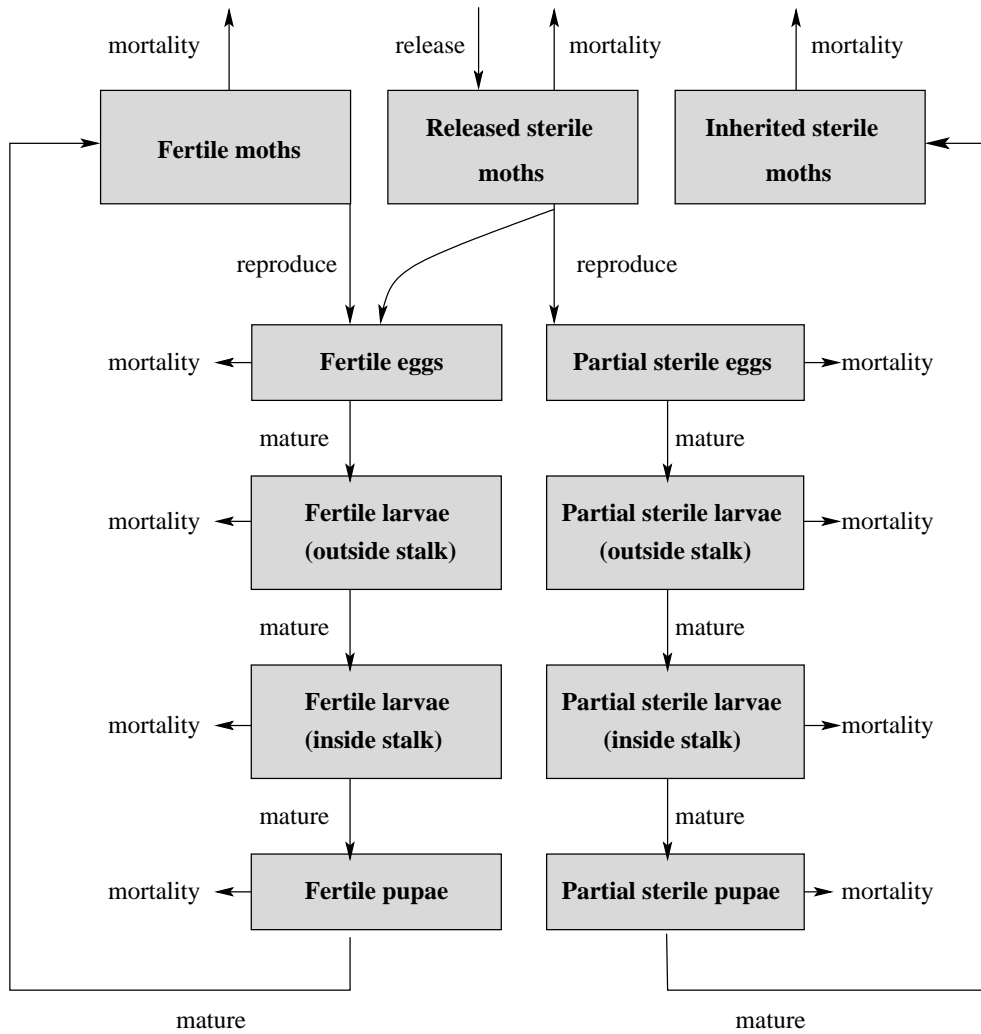 mortality
release
mortality
mortality
Fertile moths
Released sterile
moths
Inherited sterile
moths
reproduce
reproduce
mortality
Fertile eggs
Partial sterile eggs
mortality
mature
mature
mortality
Fertile larvae
(outside stalk)
Partial sterile larvae
(outside stalk)
mortality
mature
mature
mortality
Fertile larvae
(inside stalk)
Partial sterile larvae
(inside stalk)
mortality
mature
mature
mortality
Fertile pupae
Partial sterile pupae
mortality
mature
mature